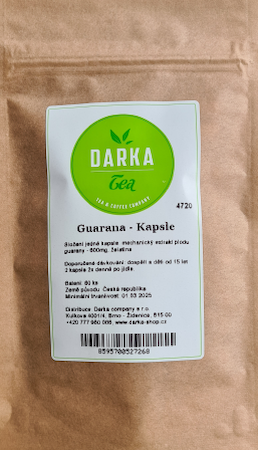 DARKA
Tea
TEA & COFFEE COMPANY
4720
Guarana - Kapsle
Složení jedné kapsle: mechanický extrakt plodu
guarany - 600mg, želatina
Doporučené dávkování: dospělí a děti od 15 let
2 kapsle 2x denně po jídle.
Balení: 60 ks
Země původu: Česká republika
Minimální trvanlivost: 01.03.2025
Distribuce: Darka company s.r.o.
Kulkova 4001/4, Brno - Židenice, 615 00
+420 777 960 098, www.darka-shop.cz
8595700527268